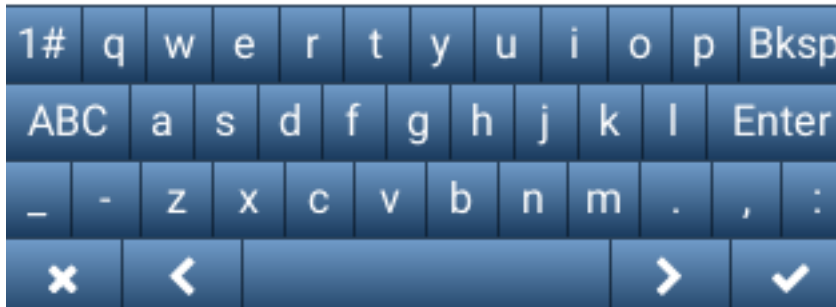 1# q w e r t y u i o p Bksp
ABC a s d f g h j k l Enter
_ - z x c v b n m . , :